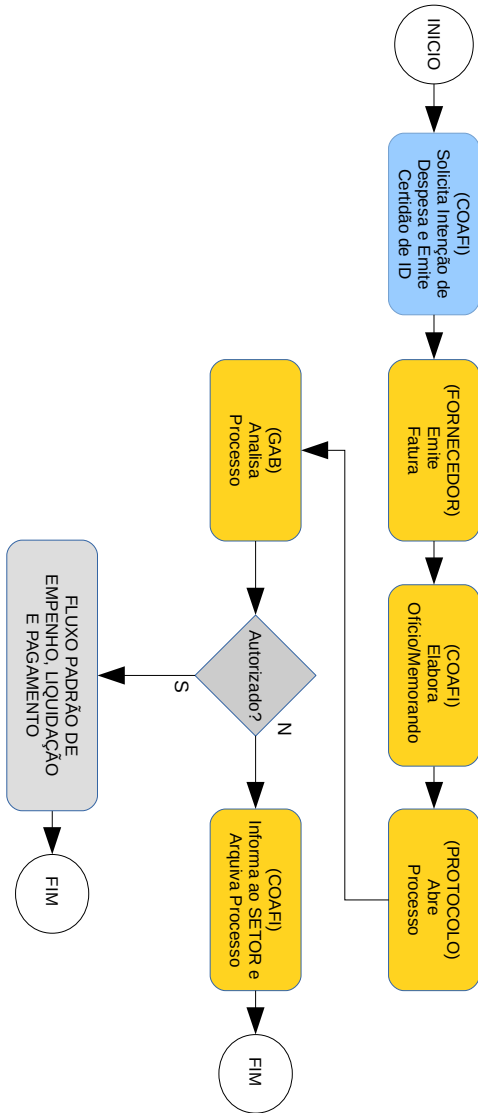 INICIO
(COAFI)
Solicita Intenção de
Despesa e Emite
Certidão de ID
(FORNECEDOR)
Emite
Fatura
(COAFI)
Elabora
Ofício/Memorando
(PROTOCOLO)
Abre
Processo
(GAB)
Analisa
Processo
Autorizado?
N
S
(COAFI)
Informa ao SETOR e
Arquiva Processo
FIM
FLUXO PADRÃO DE
EMPENHO, LIQUIDAÇÃO
E PAGAMENTO
FIM